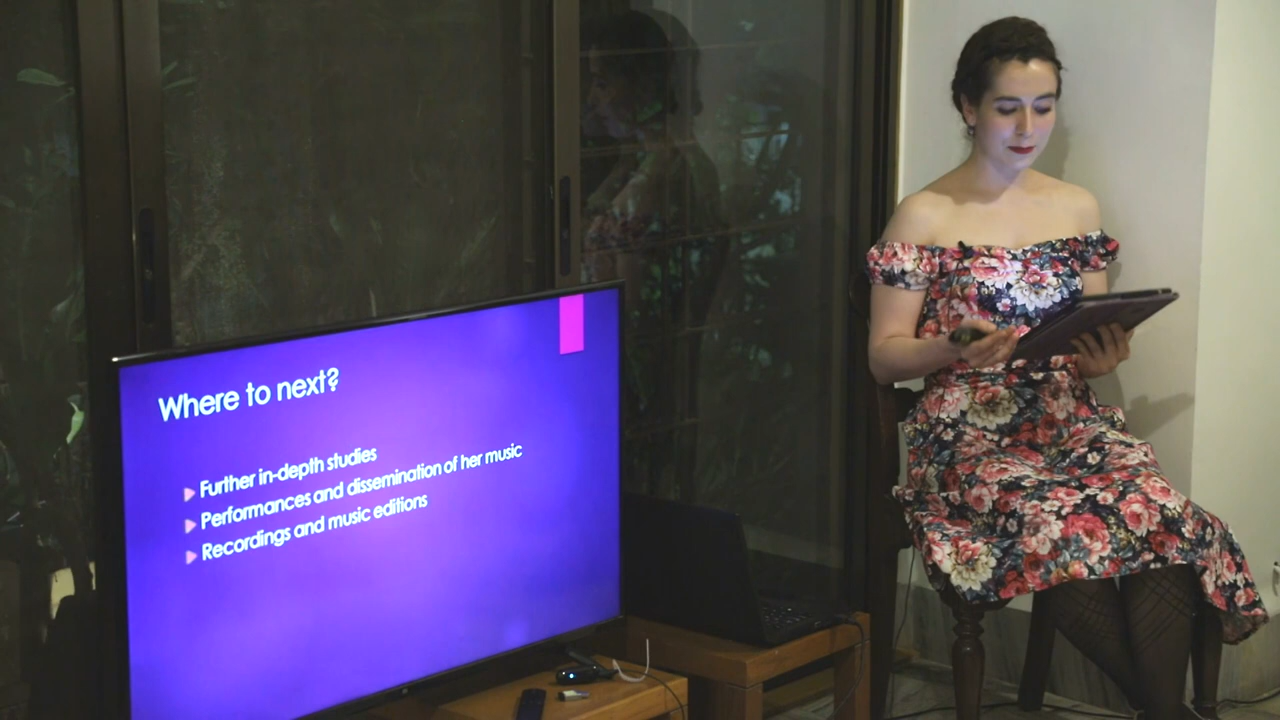 Where to next?
Further in-depth studies
Performances and dissemination of her music
Recordings and music editions